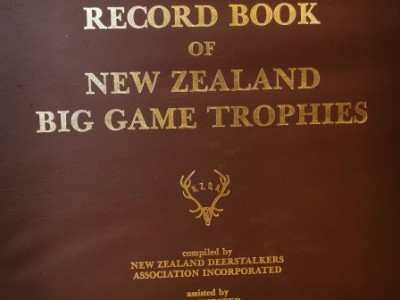 RECORD BOOK
OF
NEW ZEALAND
BIG GAME TROPHIES
N.Z.D.A.
compiled by
NEW ZEALAND DEERSTALKERS
ASSOCIATION INCORPORATED
assisted by